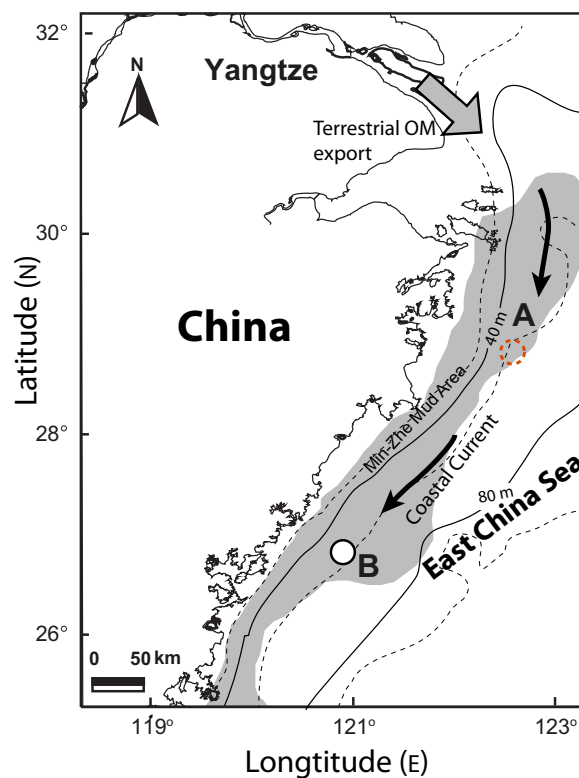 32°
N
Yangtze
Terrestrial OM
export
30°
China
A
40 m
Latitude (N)
28°
Min-Zhe Mud Area
Coastal Current
80 m
East China Sea
B
26°
0 50 km
119° 121° 123°
Longtitude (E)